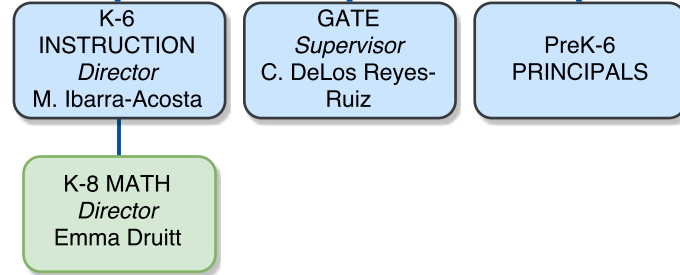 K-6
INSTRUCTION
Director
M. Ibarra-Acosta
GATE
Supervisor
C. DeLos Reyes-
Ruiz
PreK-6
PRINCIPALS
K-8 MATH
Director
Emma Druitt